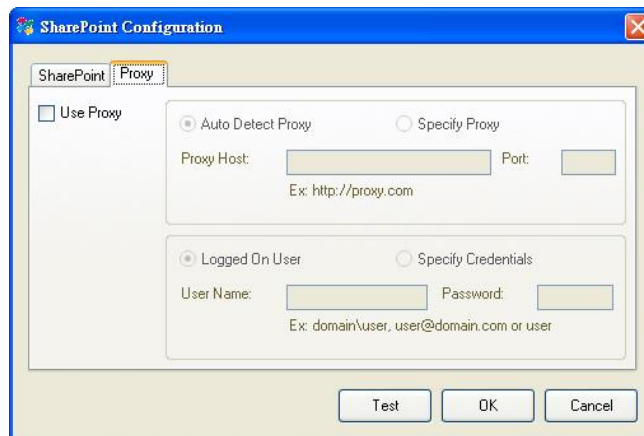 SharePoint Configuration
SharePoint Proxy
Use Proxy
Auto Detect Proxy Specify Proxy
Proxy Host: Port:
Ex: http://proxy.com
Logged On User Specify Credentials
User Name: Password:
Ex: domain\user, user@domain.com or user
Test OK Cancel